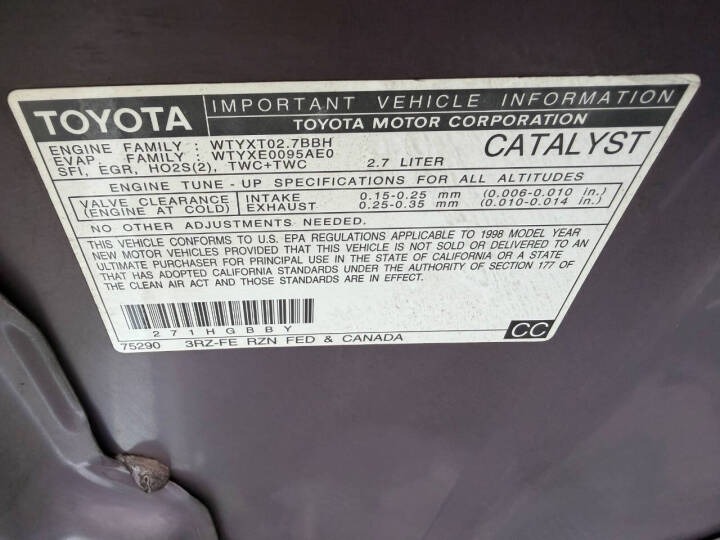 TOYOTA
IMPORTANT VEHICLE INFORMATION
TOYOTA MOTOR CORPORATION
ENGINE FAMILY : WTYXT02.7BBH
EVAP. FAMILY : WTYXE0095AE0
SFI, EGR, HO2S(2), TWC+TWC 2.7 LITER
CATALYST
ENGINE TUNE - UP SPECIFICATIONS FOR ALL ALTITUDES
VALVE CLEARANCE INTAKE 0.15-0.25 mm (0.006-0.010 in.)
(ENGINE AT COLD) EXHAUST 0.25-0.35 mm (0.010-0.014 in.)
NO OTHER ADJUSTMENTS NEEDED.
THIS VEHICLE CONFORMS TO U.S. EPA REGULATIONS APPLICABLE TO 1998 MODEL YEAR
NEW MOTOR VEHICLES PROVIDED THAT THIS VEHICLE IS NOT SOLD OR DELIVERED TO AN
ULTIMATE PURCHASER FOR PRINCIPAL USE IN THE STATE OF CALIFORNIA OR A STATE
THAT HAS ADOPTED CALIFORNIA STANDARDS UNDER THE AUTHORITY OF SECTION 177 OF
THE CLEAN AIR ACT AND THOSE STANDARDS ARE IN EFFECT.
271HGBBY
75290 3RZ-FE RZN FED & CANADA
CC